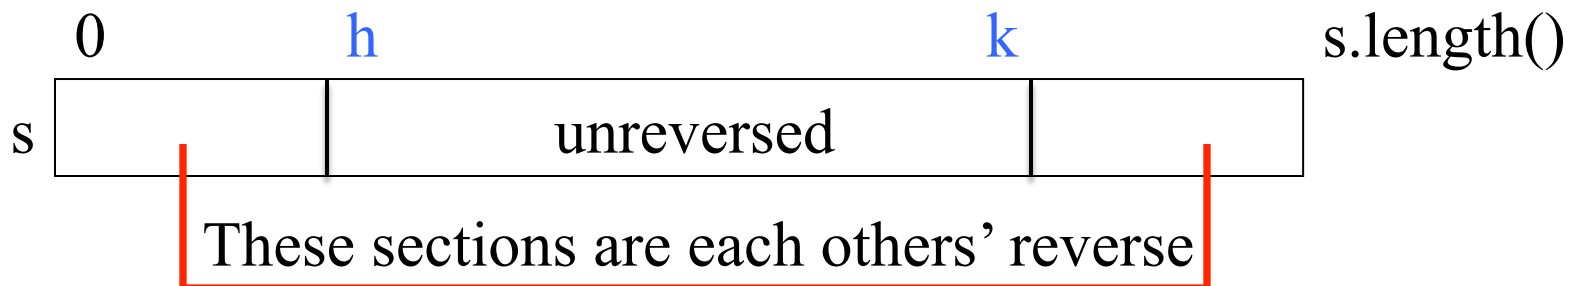 0 h k s.length()
s unreversed
These sections are each others’ reverse